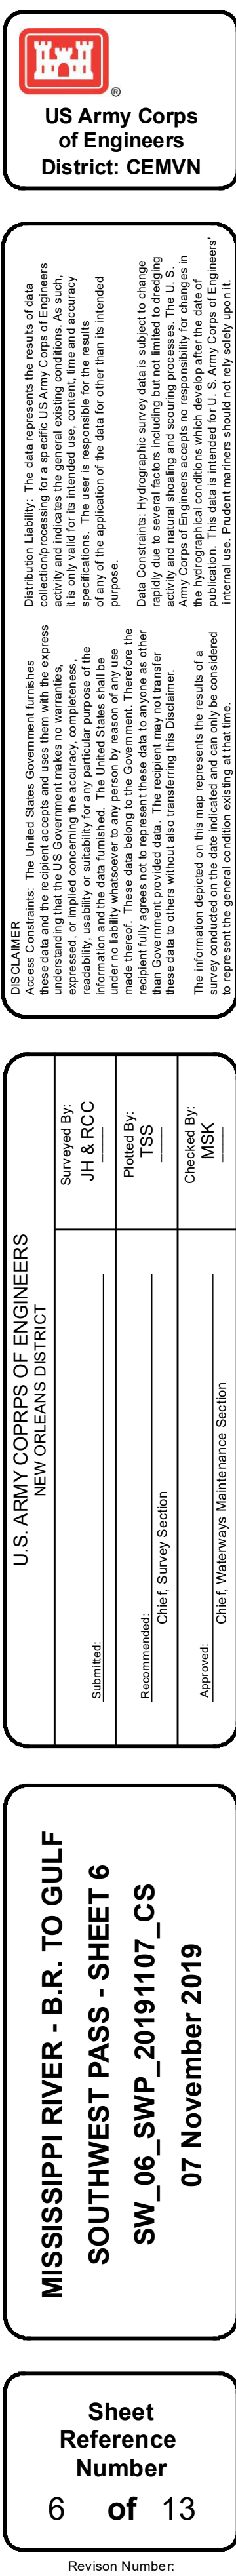 US Army Corps
of Engineers
District: CEMVN
®
DISCLAIMER
Access Constraints: The United States Government furnishes
these data and the recipient accepts and uses them with the express
understanding that the US Government makes no warranties,
expressed, or implied concerning the accuracy, completeness,
readability, usability or suitability for any particular purpose of the
information and the data furnished. The United States shall be
under no liability whatsoever to any person by reason of any use
made thereof. These data belong to the Government. Therefore the
recipient fully agrees not to represent these data to anyone as other
than Government provided data. The recipient may not transfer
these data to others without also transferring this Disclaimer.
The information depicted on this map represents the results of a
survey conducted on the date indicated and can only be considered
to represent the general condition existing at that time.
Distribution Liability: The data represents the results of data
collection/processing for a specific US Army Corps of Engineers
activity and indicates the general existing conditions. As such,
it is only valid for its intended use, content, time and accuracy
specifications. The user is responsible for the results
of any of the application of the data for other than its intended
purpose.
Data Constraints: Hydrographic survey data is subject to change
rapidly due to several factors including but not limited to dredging
activity and natural shoaling and scouring processes. The U. S.
Army Corps of Engineers accepts no responsibility for changes in
the hydrographical conditions which develop after the date of
publication. This data is intended for U. S. Army Corps of Engineers'
internal use. Prudent mariners should not rely solely upon it.
U.S. ARMY COPRPS OF ENGINEERS
NEW ORLEANS DISTRICT
Submitted:
Surveyed By:
JH & RCC
Recommended:
Chief, Survey Section
Plotted By:
TSS
Approved:
Chief, Waterways Maintenance Section
Checked By:
MSK
MISSISSIPPI RIVER - B.R. TO GULF
SOUTHWEST PASS - SHEET 6
SW_06_SWP_20191107_CS
07 November 2019
Sheet
Reference
Number
6 of 13
Revison Number: